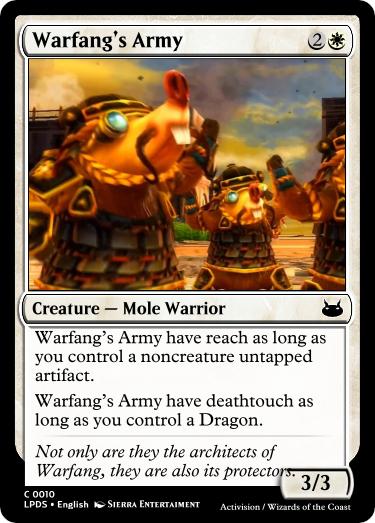 Warfang's Army 2
Creature — Mole Warrior
Warfang's Army have reach as long as
you control a noncreature untapped
artifact.
Warfang's Army have deathtouch as
long as you control a Dragon.
Not only are they the architects of
Warfang, they are also its protectors.
3/3
C 0010
LPDS • English Sierra Entertaiment
Activision / Wizards of the Coast